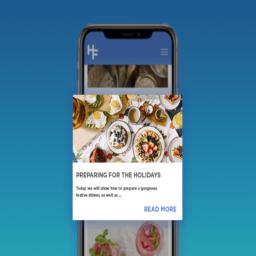 HF
PREPARING FOR THE HOLIDAYS
Today we will show how to prepare a gorgeous
festive dinner, as well as ...
READ MORE